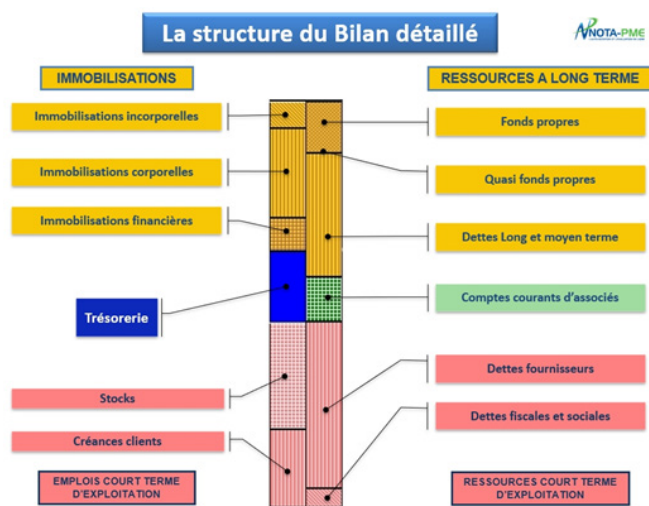 La structure du Bilan détaillé
NOTA-PME
IMMOBILISATIONS
RESSOURCES A LONG TERME
Immobilisations incorporelles
Fonds propres
Immobilisations corporelles
Quasi fonds propres
Immobilisations financières
Dettes Long et moyen terme
Comptes courants d'associés
Trésorerie
Dettes fournisseurs
Stocks
Dettes fiscales et sociales
Créances clients
EMPLOIS COURT TERME
D'EXPLOITATION
RESSOURCES COURT TERME
D'EXPLOITATION